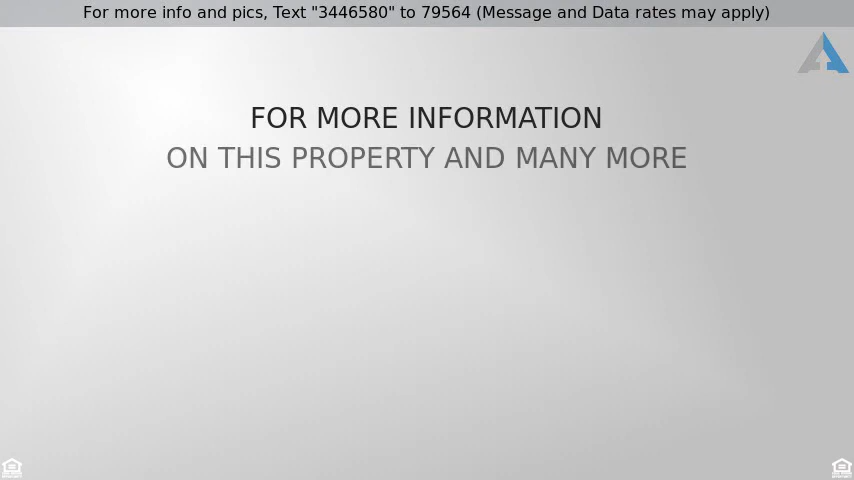 For more info and pics, Text "3446580" to 79564 (Message and Data rates may apply)
FOR MORE INFORMATION
ON THIS PROPERTY AND MANY MORE